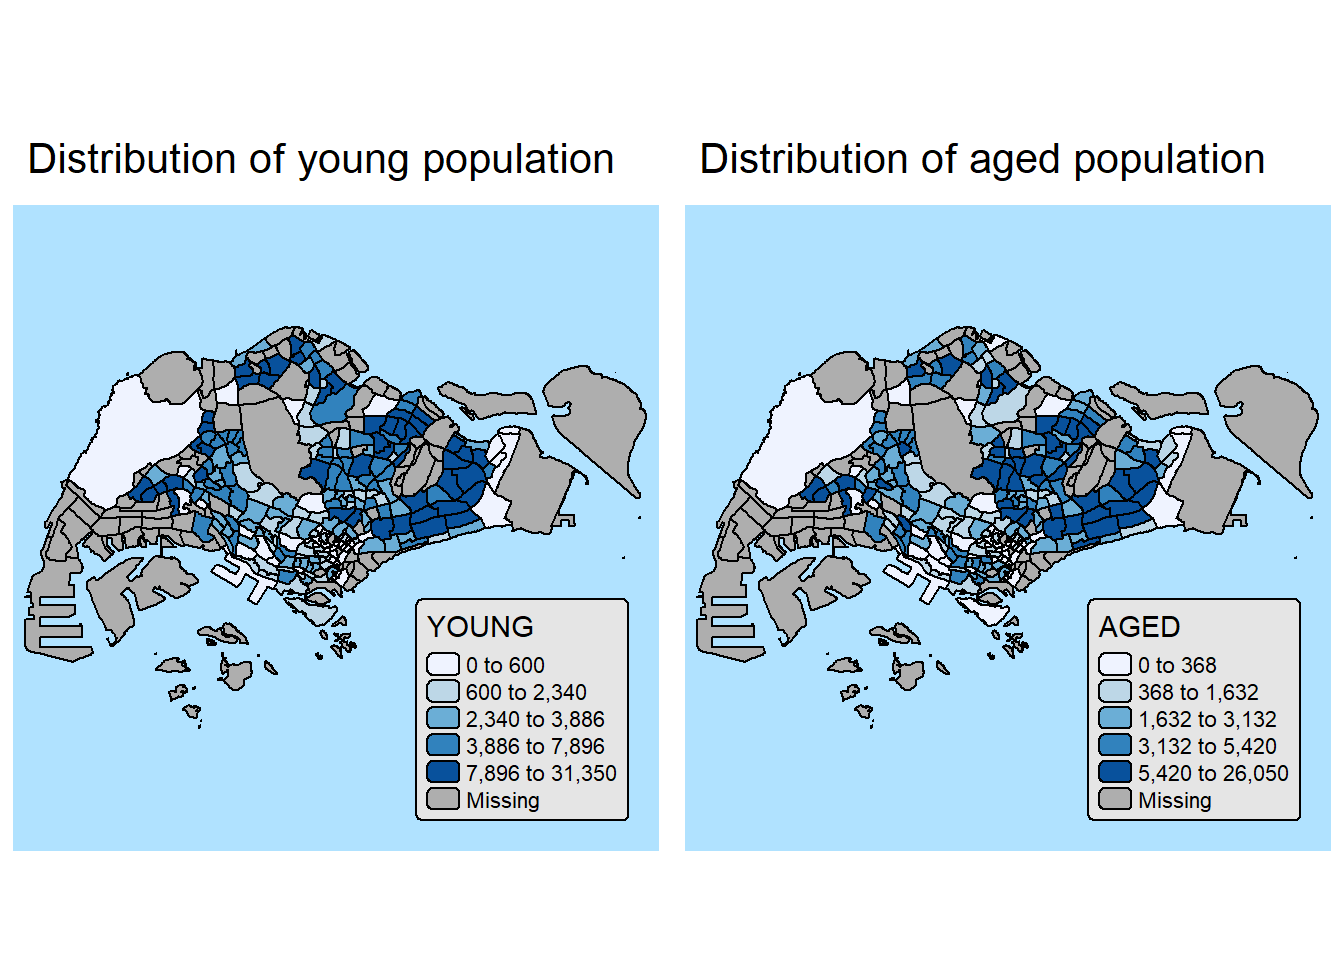 Distribution of young population
Distribution of aged population
YOUNG
0 to 600
600 to 2,340
2,340 to 3,886
3,886 to 7,896
7,896 to 31,350
Missing
AGED
0 to 368
368 to 1,632
1,632 to 3,132
3,132 to 5,420
5,420 to 26,050
Missing